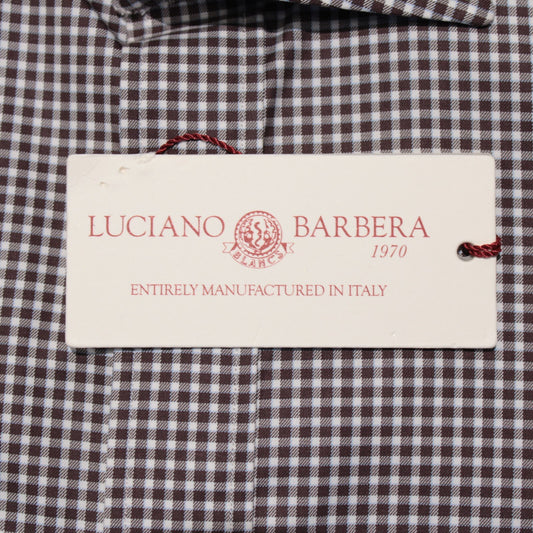 LUCIANO BARBERA
BLANCS
1970
ENTIRELY MANUFACTURED IN ITALY